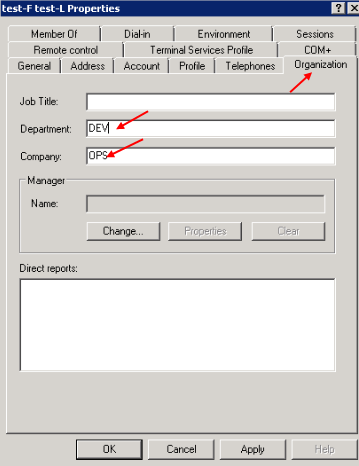 test-F test-L Properties
Member Of Dial-in Environment Sessions
Remote control Terminal Services Profile COM+
General Address Account Profile Telephones Organization
Job Title:
Department: DEV
Company: OPS
Manager
Name:
Change... Properties Clear
Direct reports:
OK Cancel Apply Help